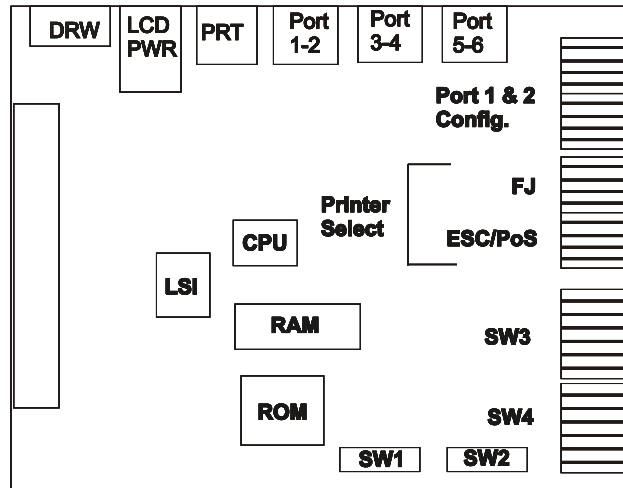 DRW
LCD
PWR
PRT
Port
1-2
Port
3-4
Port
5-6
Port 1 & 2
Config.
FJ
Printer
Select
ESC/PoS
CPU
LSI
RAM
SW3
ROM
SW4
SW1
SW2